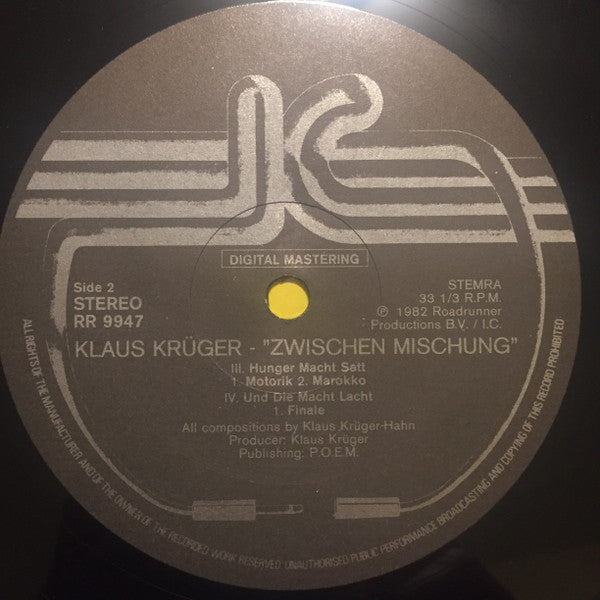 DIGITAL MASTERING
Side 2
STEREO
RR 9947
STEMRA
33 1/3 R.P.M.
℗ 1982 Roadrunner
Productions B.V. / I.C.
KLAUS KRÜGER - "ZWISCHEN MISCHUNG"
III. Hunger Macht Satt
1. Motorik 2. Marokko
IV. Und Die Macht Lacht
1. Finale
All compositions by Klaus Krüger-Hahn
Producer: Klaus Krüger
Publishing: P.O.E.M.
ALL RIGHTS OF THE MANUFACTURER AND OF THE OWNER OF THE RECORDED WORK RESERVED UNAUTHORISED PUBLIC PERFORMANCE BROADCASTING AND COPYING OF THIS RECORD PROHIBITED